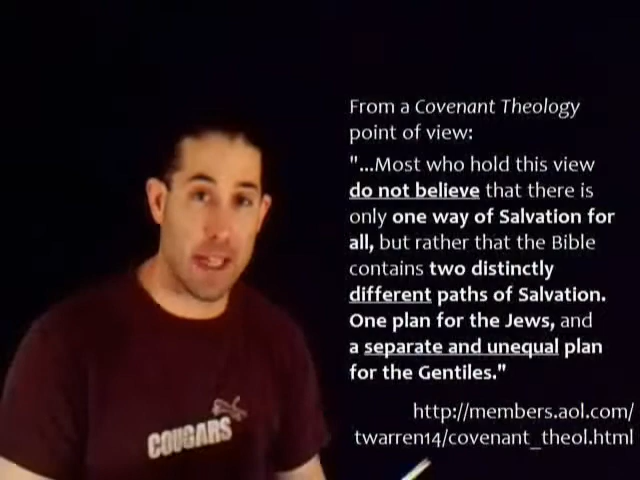 From a Covenant Theology
point of view:
"...Most who hold this view
do not believe that there is
only one way of Salvation for
all, but rather that the Bible
contains two distinctly
different paths of Salvation.
One plan for the Jews, and
a separate and unequal plan
for the Gentiles."
http://members.aol.com/
twarren14/covenant_theol.html
COUGARS